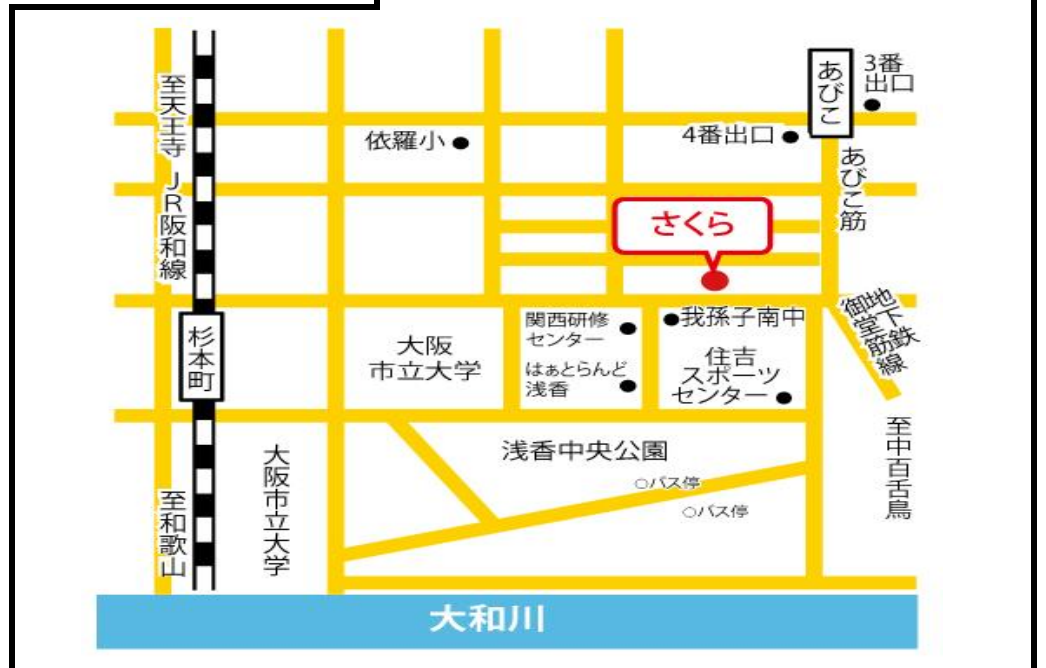 至天王寺
JR阪和線
杉本町
至和歌山
依羅小
4番出口
あびこ
3番
出口
あびこ筋
さくら
大阪
市立大学
関西研修
センター
はぁとらんど
浅香
我孫子南中
住吉
スポーツ
センター
地下鉄
御堂筋線
至中百舌鳥
大阪市立大学
浅香中央公園
○バス停
○バス停
大和川